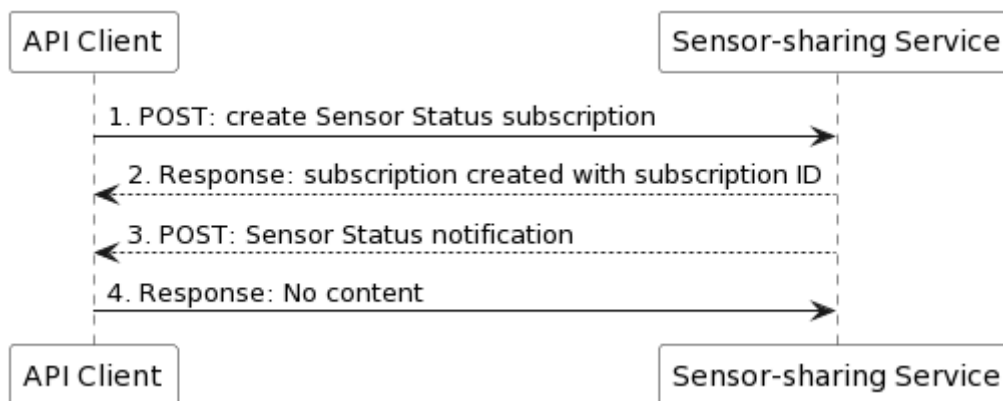 API Client
Sensor-sharing Service
1. POST: create Sensor Status subscription
2. Response: subscription created with subscription ID
3. POST: Sensor Status notification
4. Response: No content
API Client
Sensor-sharing Service